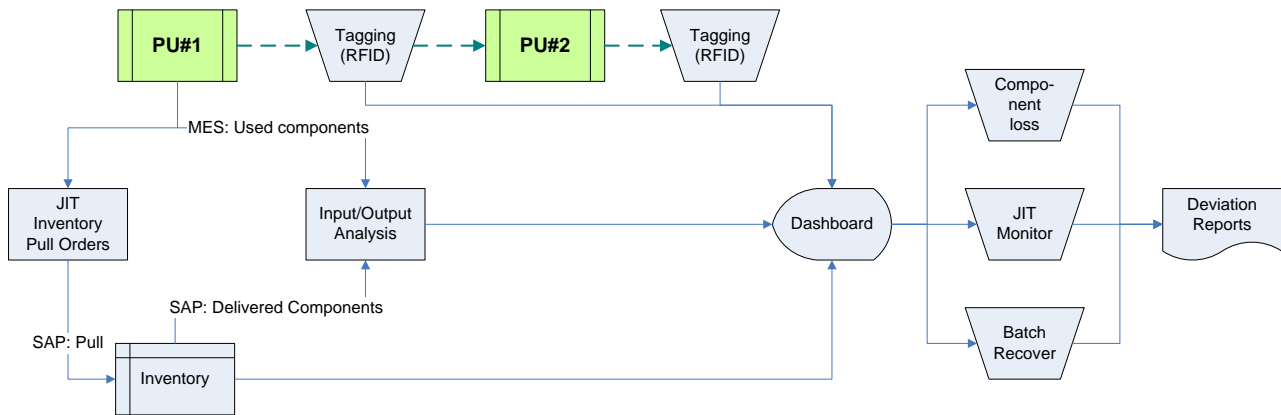 PU#1
Tagging
(RFID)
PU#2
Tagging
(RFID)
Compo-
nent
loss
MES: Used components
JIT
Inventory
Pull Orders
Input/Output
Analysis
Dashboard
JIT
Monitor
Deviation
Reports
SAP: Delivered Components
SAP: Pull
Inventory
Batch
Recover